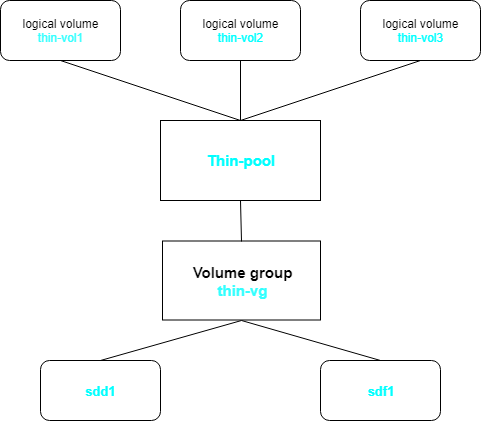 logical volume
thin-vol1
logical volume
thin-vol2
logical volume
thin-vol3
Thin-pool
Volume group
thin-vg
sdd1
sdf1